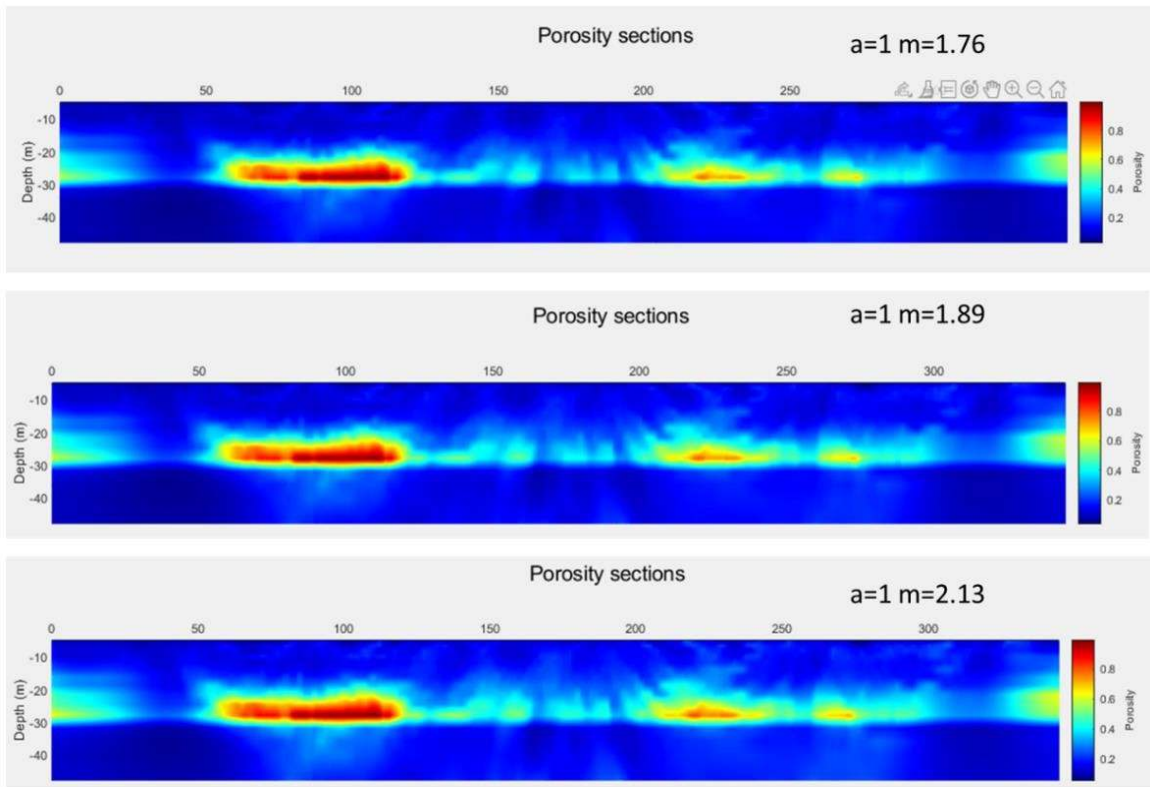 Porosity sections
a=1 m=1.76
0 50 100 150 200 250
-10
-20
-30
-40
Depth (m)
0.8
0.6
0.4
0.2
Porosity
Porosity sections
a=1 m=1.89
0 50 100 150 200 250 300
-10
-20
-30
-40
Depth (m)
0.8
0.6
0.4
0.2
Porosity
Porosity sections
a=1 m=2.13
0 50 100 150 200 250 300
-10
-20
-30
-40
Depth (m)
0.8
0.6
0.4
0.2
Porosity